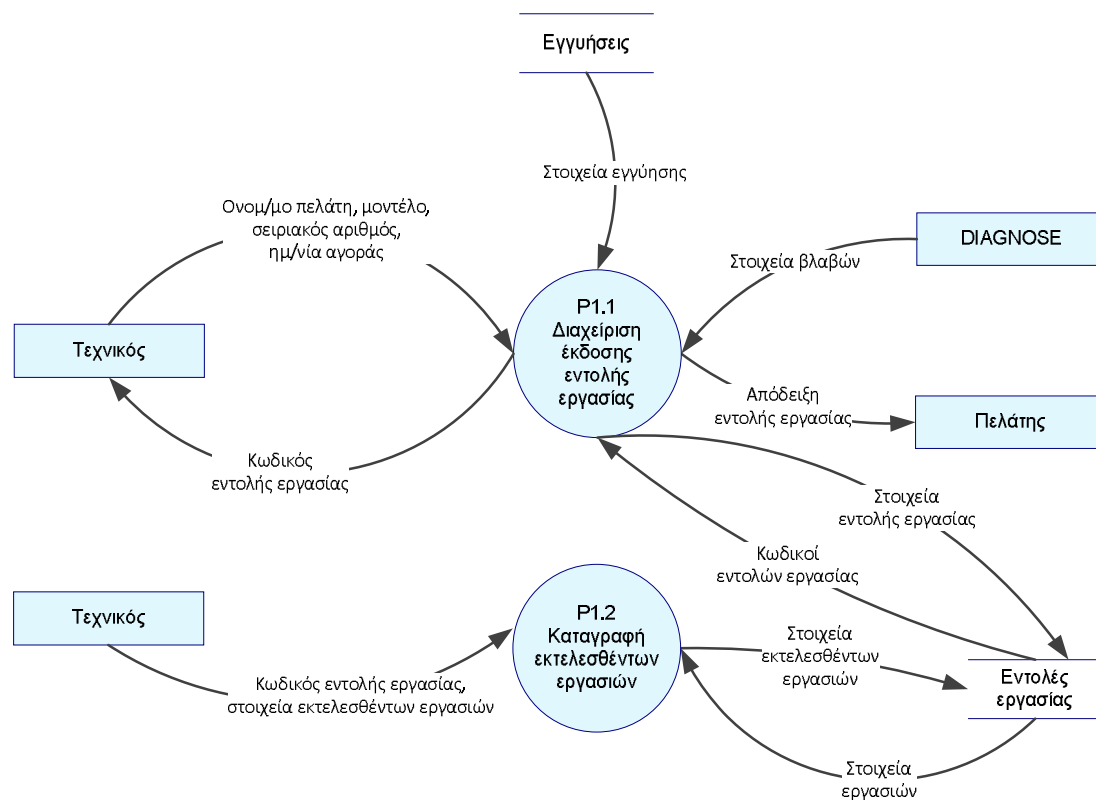 Εγγυήσεις
Στοιχεία εγγύησης
Ονομ/μο πελάτη, μοντέλο,
σειριακός αριθμός,
ημ/νία αγοράς
DIAGNOSE
Στοιχεία βλαβών
P1.1
Διαχείριση
έκδοσης
εντολής
εργασίας
Τεχνικός
Απόδειξη
εντολής εργασίας
Πελάτης
Κωδικός
εντολής εργασίας
Στοιχεία
εντολής εργασίας
Κωδικοί
εντολών εργασίας
Τεχνικός
P1.2
Καταγραφή
εκτελεσθέντων
εργασιών
Στοιχεία
εκτελεσθέντων
εργασιών
Εντολές
εργασίας
Κωδικός εντολής εργασίας,
στοιχεία εκτελεσθέντων εργασιών
Στοιχεία
εργασιών